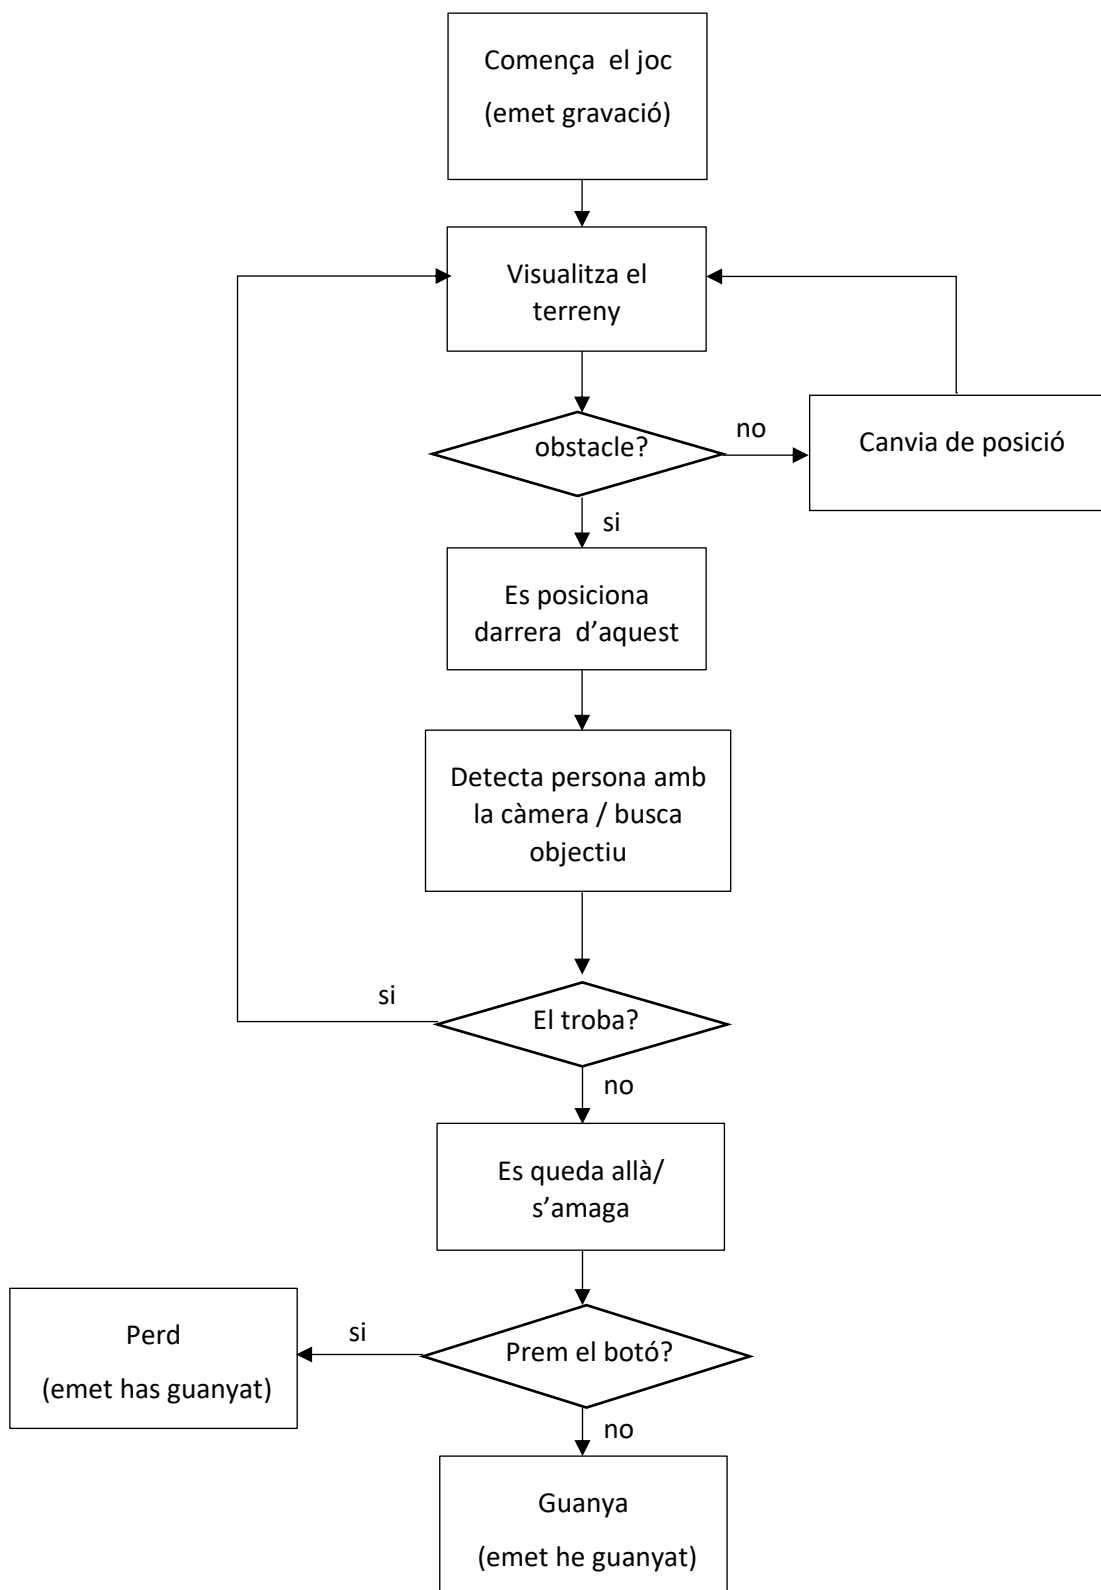 Comença  el joc
(emet gravació)
Visualitza el
terreny
obstacle?
no
Canvia de posició
si
Es posiciona
darrera  d’aquest
Detecta persona amb
la càmera / busca
objectiu
si
El troba?
no
Es queda allà/
s’amaga
Perd
(emet has guanyat)
si
Prem el botó?
no
Guanya
(emet he guanyat)